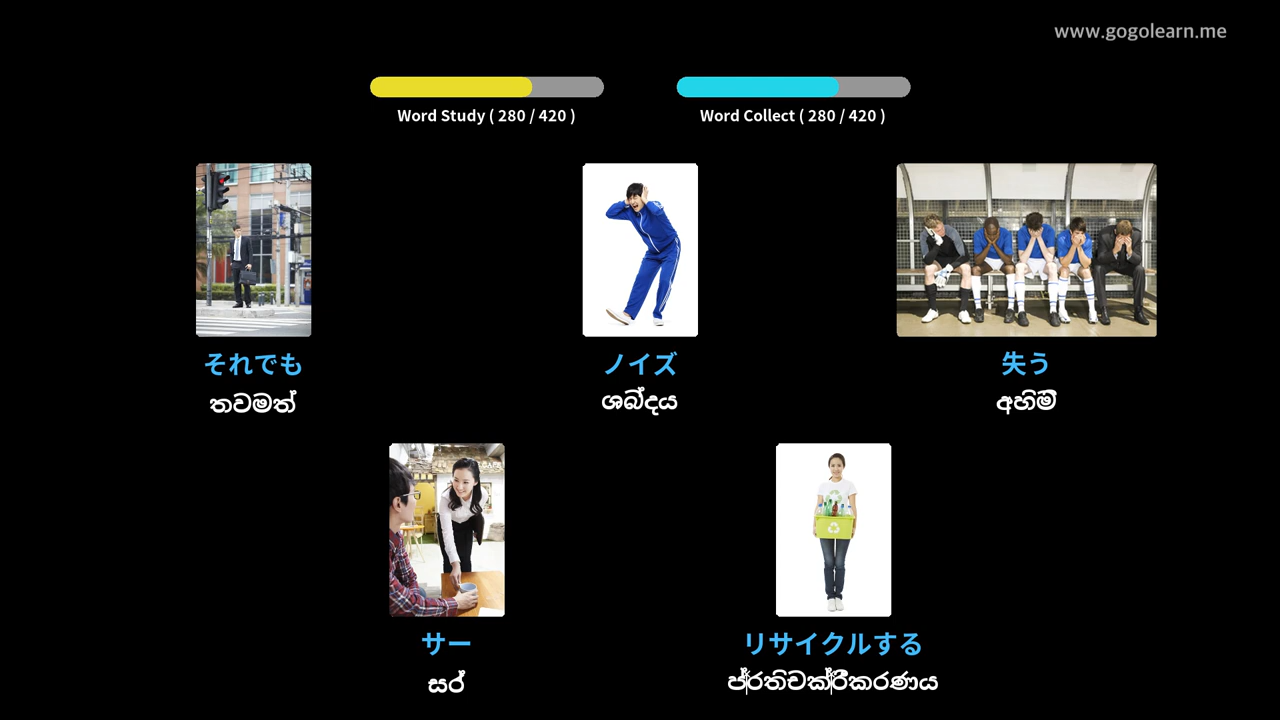 www.gogolearn.me
Word Study ( 280 / 420 )
Word Collect ( 280 / 420 )
それでも
ノイズ
失う
තවමත්
ශබ්දය
අහිමි
サー
リサイクルする
සර්
ප්රතිචක්රීකරණය